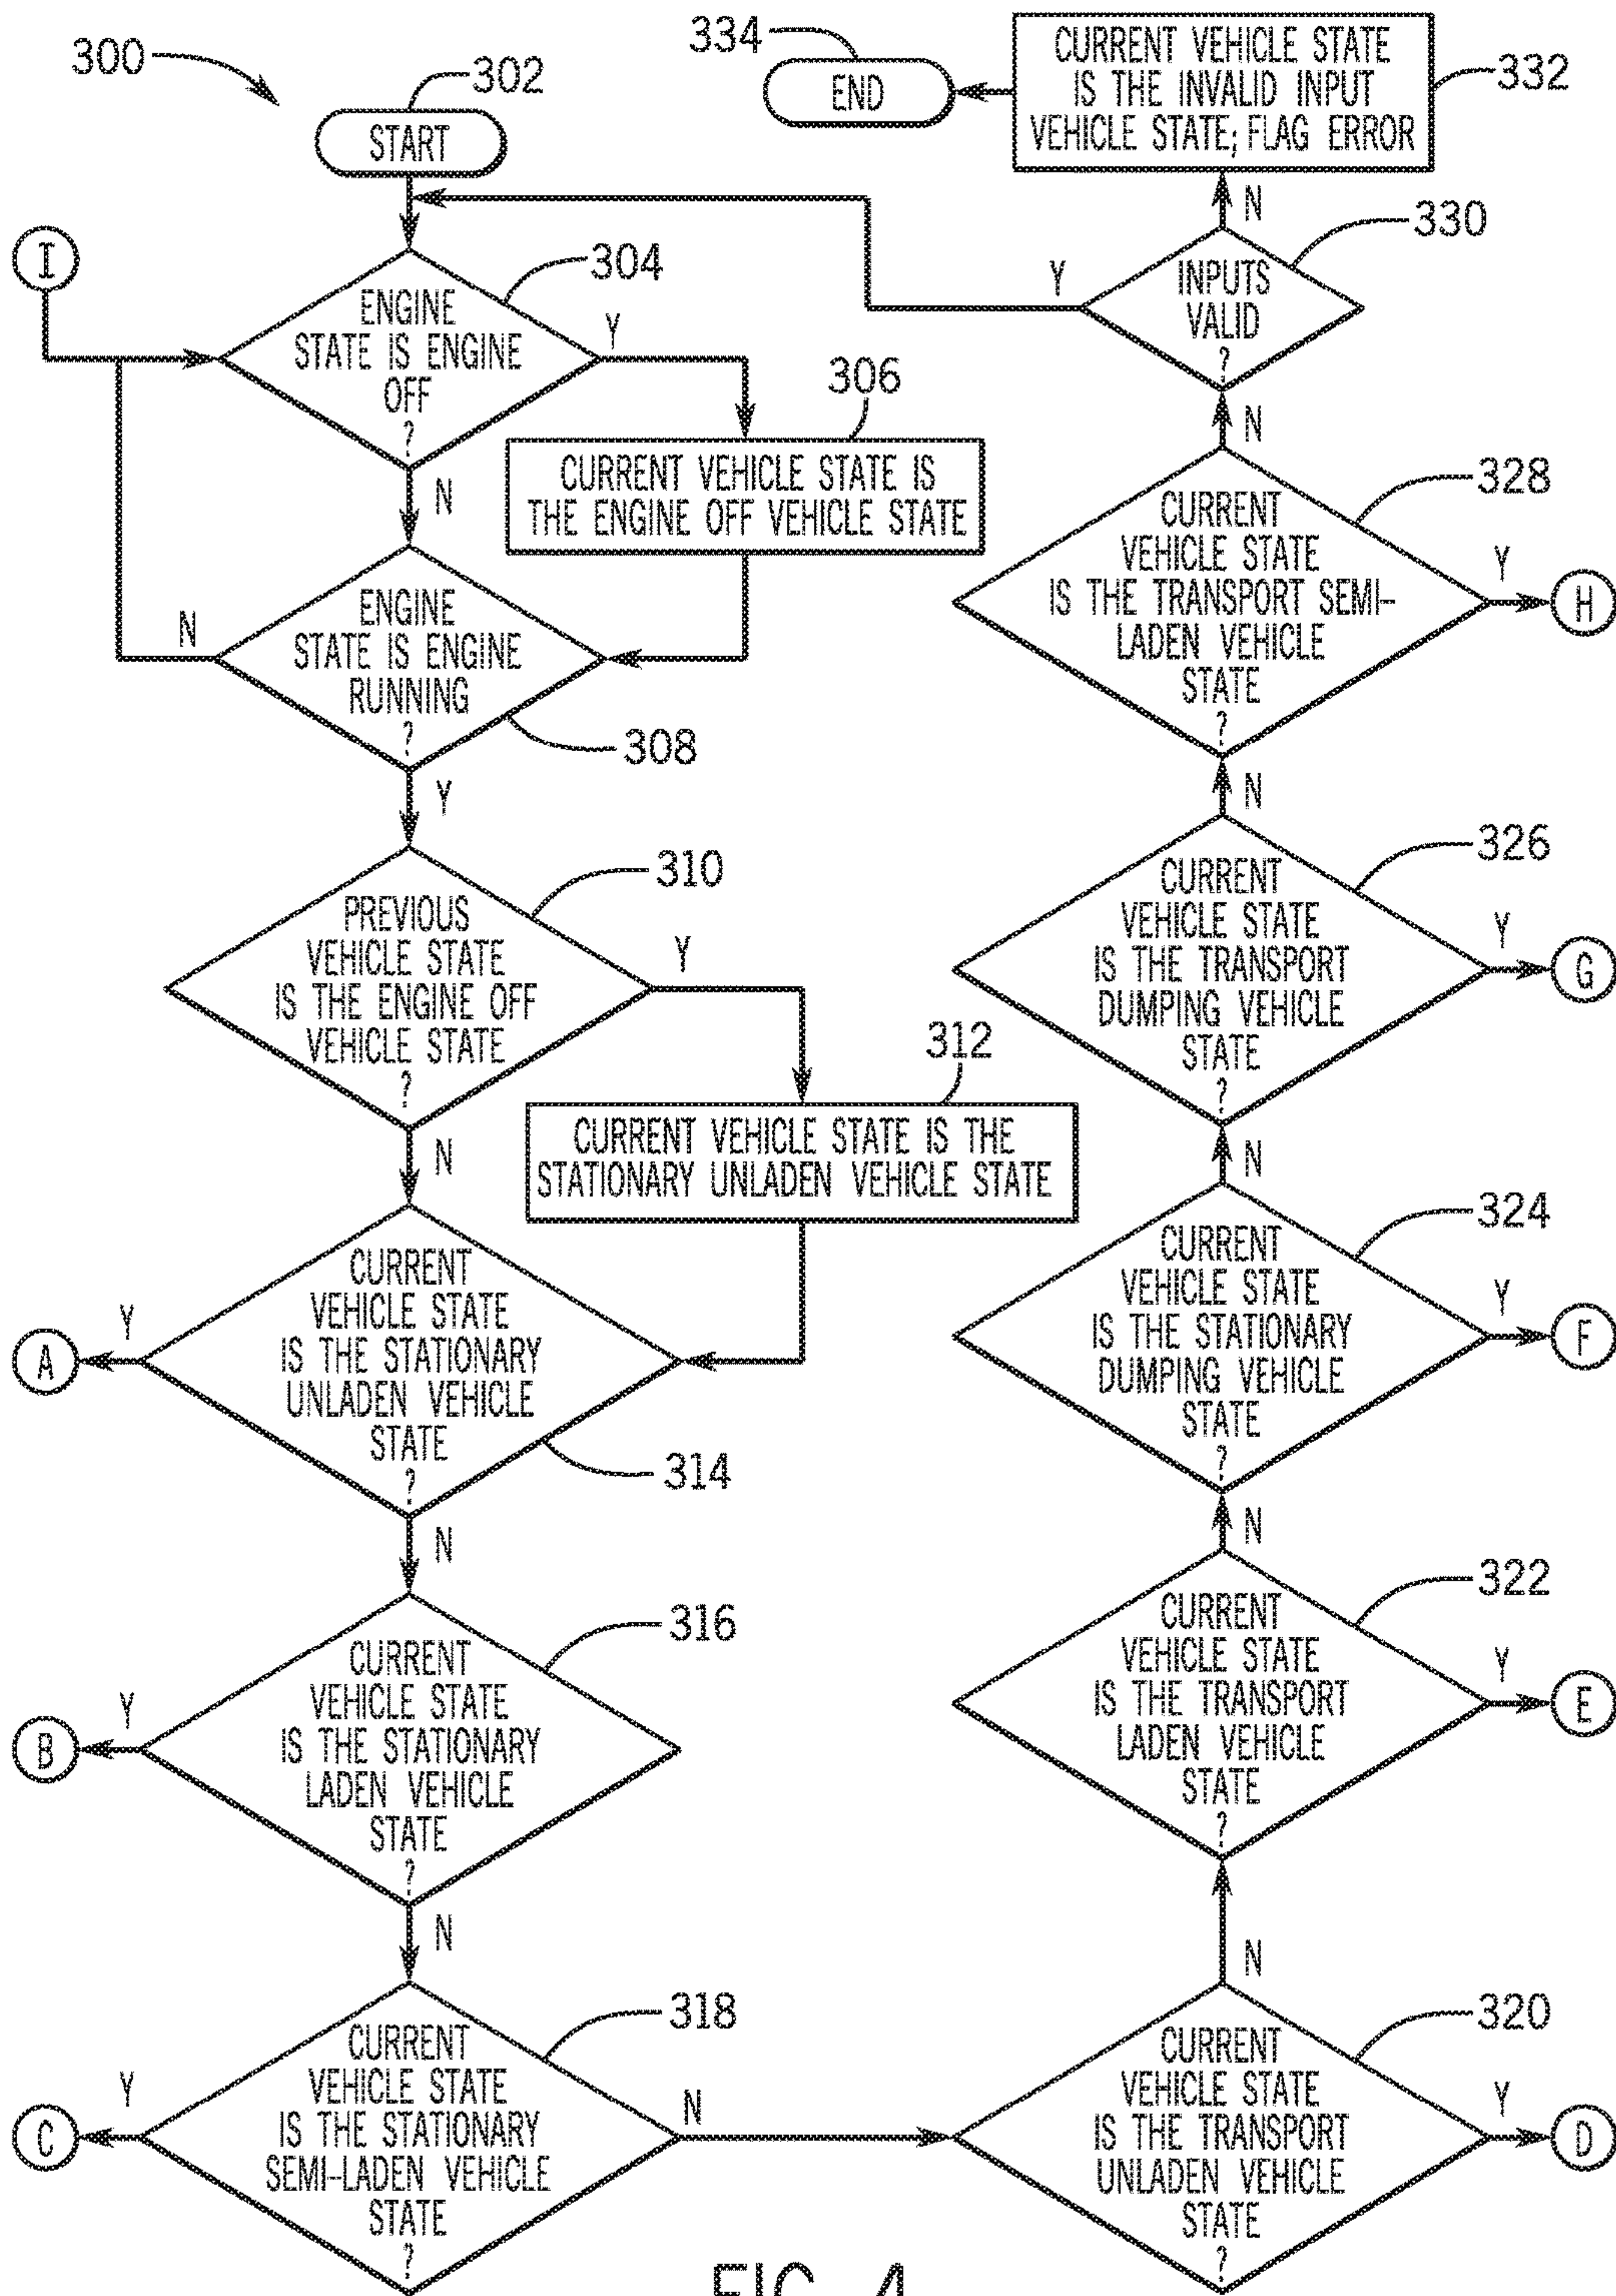 300
302
START
I
304
ENGINE
STATE IS ENGINE
OFF
?
Y
N
306
CURRENT VEHICLE STATE IS
THE ENGINE OFF VEHICLE STATE
ENGINE
STATE IS ENGINE
RUNNING
?
N
308
Y
310
PREVIOUS
VEHICLE STATE
IS THE ENGINE OFF
VEHICLE STATE
?
Y
N
312
CURRENT VEHICLE STATE IS THE
STATIONARY UNLADEN VEHICLE STATE
CURRENT
VEHICLE STATE
IS THE STATIONARY
UNLADEN VEHICLE
STATE
?
Y
A
314
N
316
CURRENT
VEHICLE STATE
IS THE STATIONARY
LADEN VEHICLE
STATE
?
Y
B
N
318
CURRENT
VEHICLE STATE
IS THE STATIONARY
SEMI-LADEN VEHICLE
STATE
?
Y
C
N
320
CURRENT
VEHICLE STATE
IS THE TRANSPORT
UNLADEN VEHICLE
STATE
?
Y
D
N
322
CURRENT
VEHICLE STATE
IS THE TRANSPORT
LADEN VEHICLE
STATE
?
Y
E
N
324
CURRENT
VEHICLE STATE
IS THE STATIONARY
DUMPING VEHICLE
STATE
?
Y
F
N
326
CURRENT
VEHICLE STATE
IS THE TRANSPORT
DUMPING VEHICLE
STATE
?
Y
G
N
328
CURRENT
VEHICLE STATE
IS THE TRANSPORT SEMI-
LADEN VEHICLE
STATE
?
Y
H
N
330
INPUTS
VALID
?
Y
N
332
CURRENT VEHICLE STATE
IS THE INVALID INPUT
VEHICLE STATE; FLAG ERROR
334
END
FIG. 4